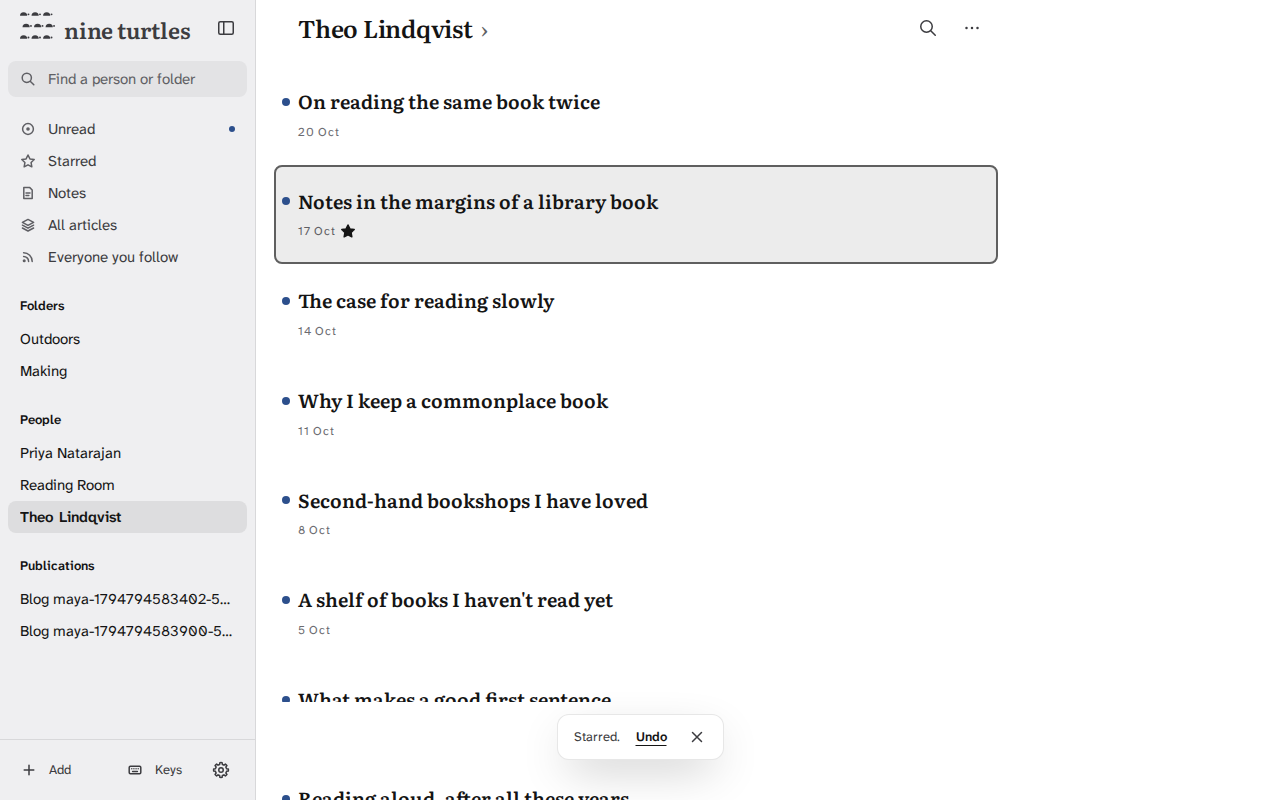 nine turtles
Find a person or folder
Unread
Starred
Notes
All articles
Everyone you follow
Folders
Outdoors
Making
People
Priya Natarajan
Reading Room
Theo Lindqvist
Publications
Blog maya-1794794583402-5...
Blog maya-1794794583900-5...
Add
Keys
Theo Lindqvist ›
On reading the same book twice
20 Oct
Notes in the margins of a library book
17 Oct
The case for reading slowly
14 Oct
Why I keep a commonplace book
11 Oct
Second-hand bookshops I have loved
8 Oct
A shelf of books I haven't read yet
5 Oct
What makes a good first sentence
Starred. Undo
Reading aloud, after all these years